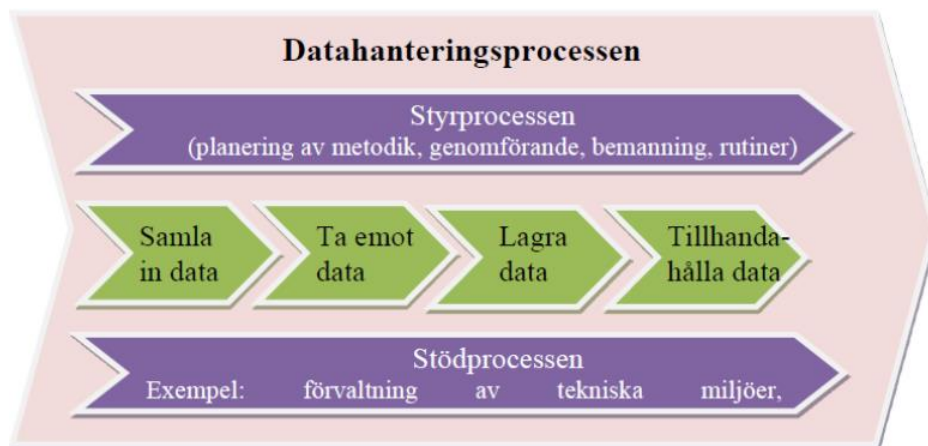 Datahanteringsprocessen
Styrprocessen
(planering av metodik, genomförande, bemanning, rutiner)
Samla
in data
Ta emot
data
Lagra
data
Tillhanda-
hålla data
Stödprocessen
Exempel: förvaltning av tekniska miljöer,